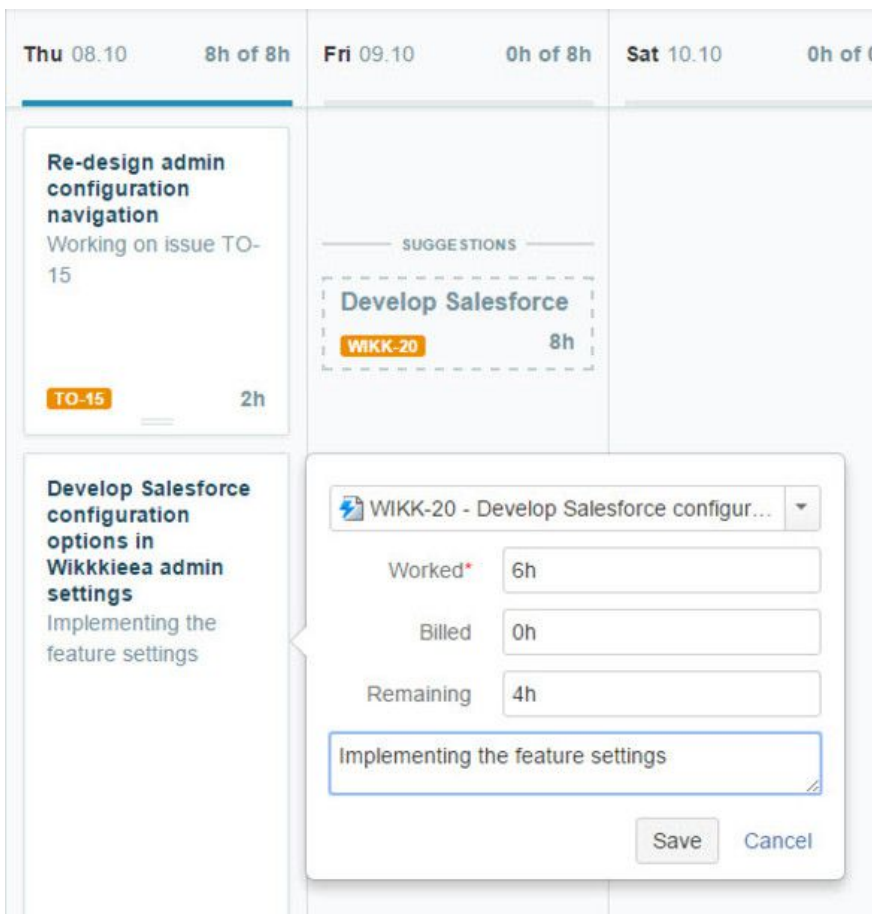 Thu 08.10 8h of 8h
Fri 09.10 0h of 8h
Sat 10.10 0h of
Re-design admin
configuration
navigation
Working on issue TO-
15
TO-15 2h
SUGGESTIONS
Develop Salesforce
WIKK-20 8h
Develop Salesforce
configuration
options in
Wikkkieea admin
settings
Implementing the
feature settings
WIKK-20 - Develop Salesforce configur...
Worked* 6h
Billed 0h
Remaining 4h
Implementing the feature settings
Save Cancel